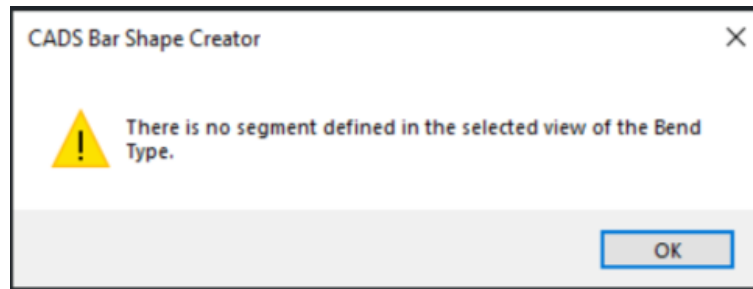 CADS Bar Shape Creator
There is no segment defined in the selected view of the Bend
Type.
OK